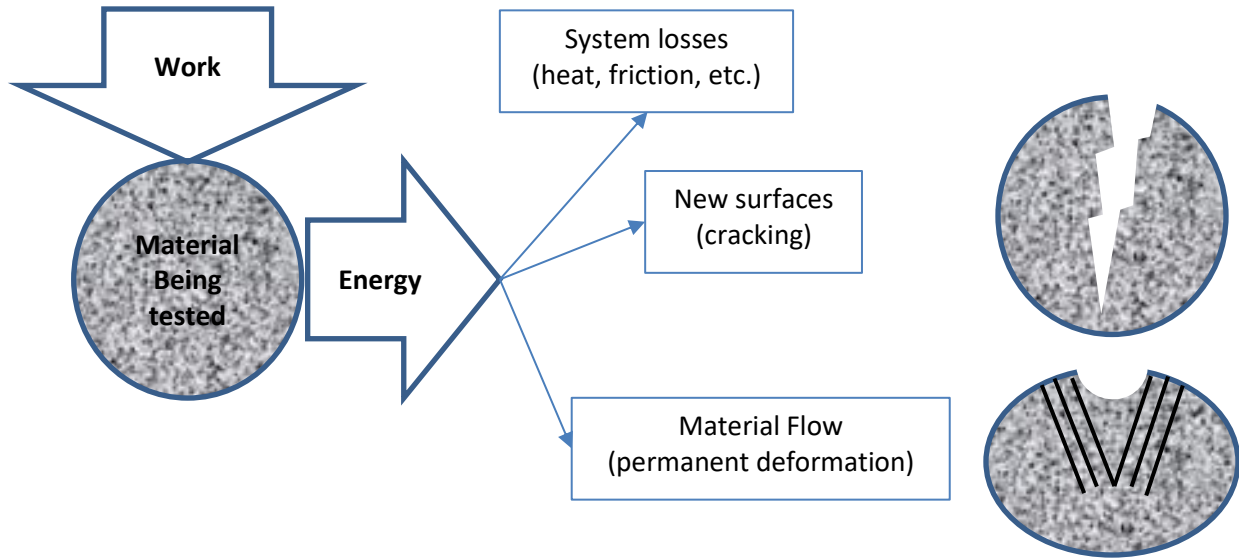 Work
Material
Being
tested
Energy
System losses
(heat, friction, etc.)
New surfaces
(cracking)
Material Flow
(permanent deformation)